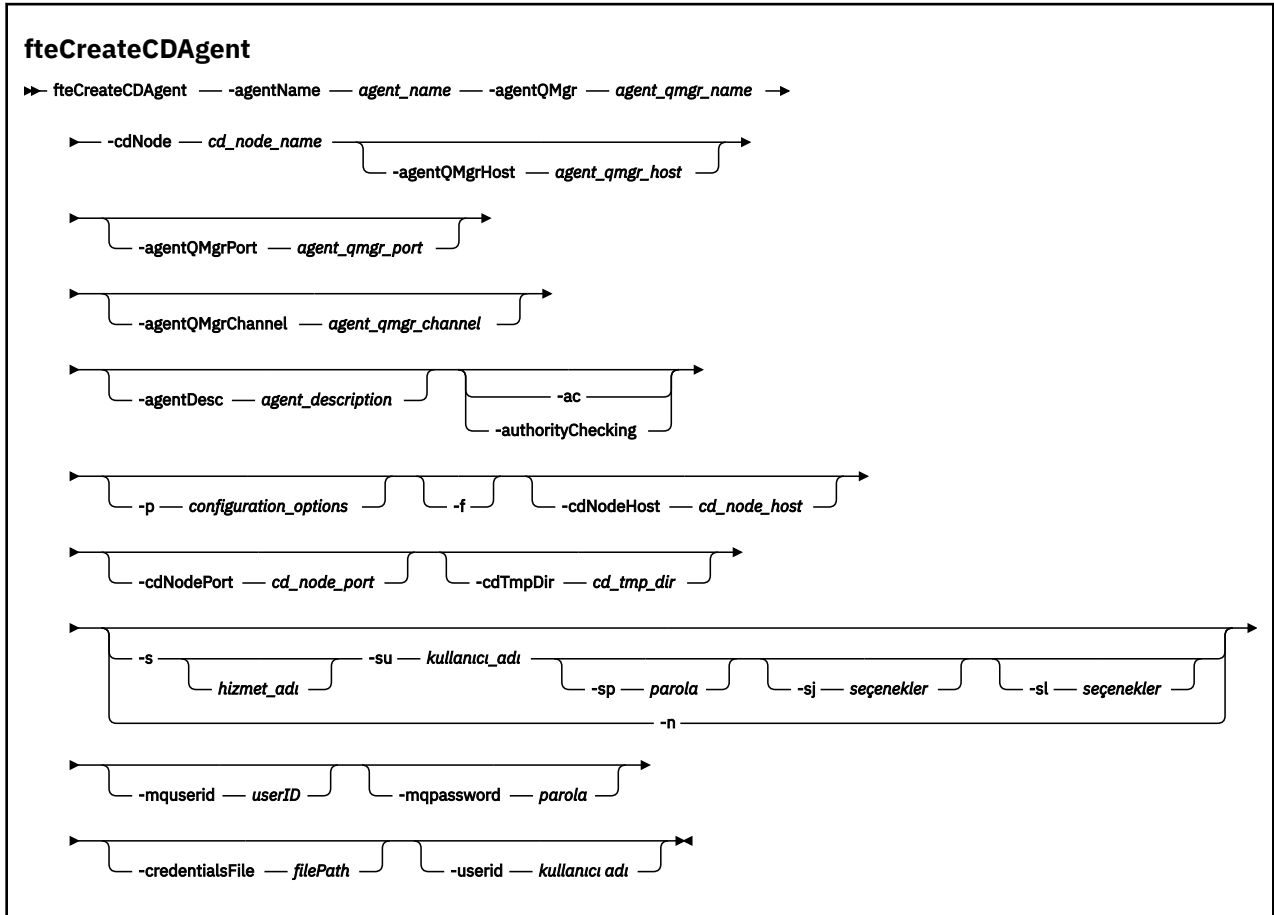 fteCreateCDAgent
fteCreateCDAgent -agentName agent_name -agentQMgr agent_qmgr_name
-cdNode cd_node_name
-agentQMgrHost agent_qmgr_host
-agentQMgrPort agent_qmgr_port
-agentQMgrChannel agent_qmgr_channel
-agentDesc agent_description
-ac
-authorityChecking
-p configuration_options -f -cdNodeHost cd_node_host
-cdNodePort cd_node_port -cdTmpDir cd_tmp_dir
-s -su kullanıcı_adı
hizmet_adı -sp parola -sj seçenekler -sl seçenekler
-n
-mquserid userID -mqpassword parola
-credentialsFile filePath -userid kullanıcı adı